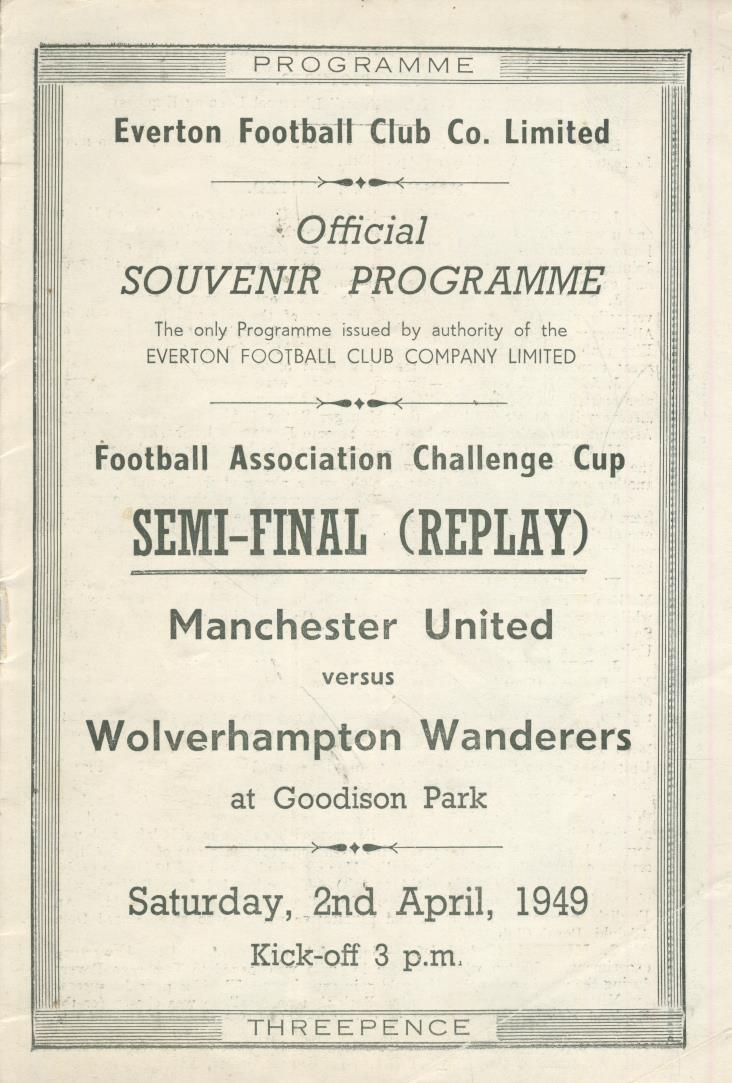 PROGRAMME
Everton Football Club Co. Limited
Official
SOUVENIR PROGRAMME
The only Programme issued by authority of the
EVERTON FOOTBALL CLUB COMPANY LIMITED
Football Association Challenge Cup
SEMI-FINAL (REPLAY)
Manchester United
versus
Wolverhampton Wanderers
at Goodison Park
Saturday, 2nd April, 1949
Kick-off 3 p.m.
THREEPENCE